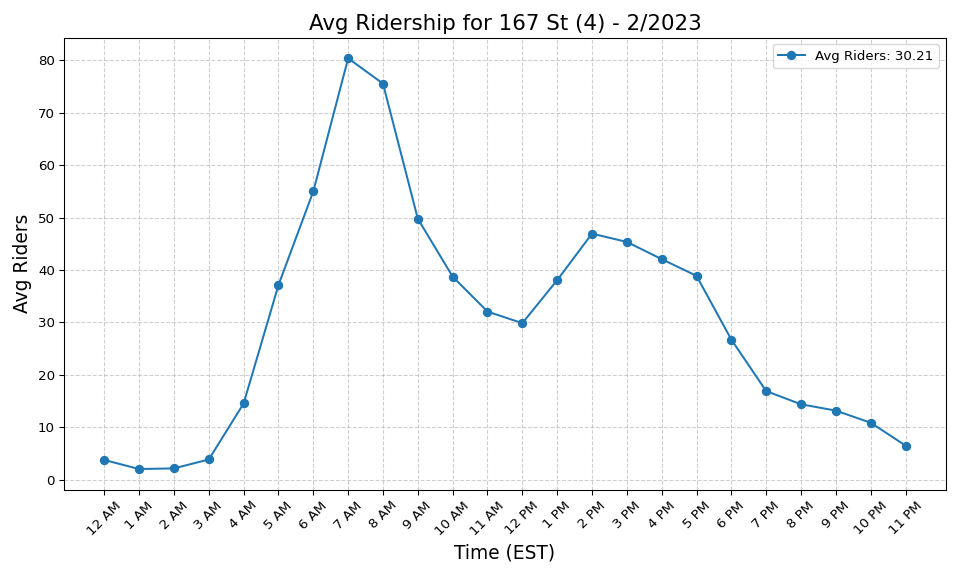 Avg Ridership for 167 St (4) - 2/2023
Avg Riders: 30.21
80
70
60
50
40
30
20
10
0
Avg Riders
12 AM
1 AM
2 AM
3 AM
4 AM
5 AM
6 AM
7 AM
8 AM
9 AM
10 AM
11 AM
12 PM
1 PM
2 PM
3 PM
4 PM
5 PM
6 PM
7 PM
8 PM
9 PM
10 PM
11 PM
Time (EST)